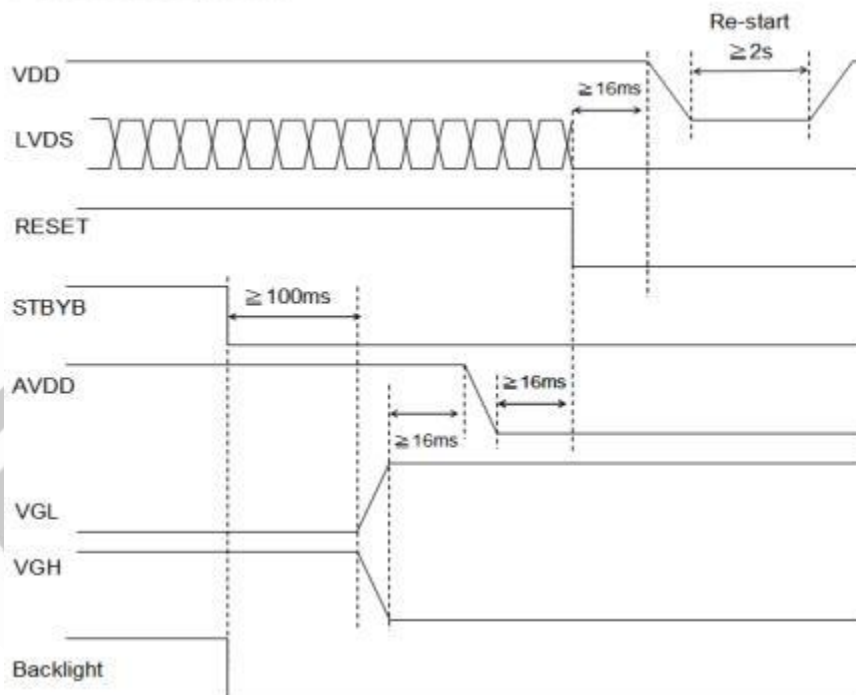 Re-start
≧2s
VDD
≧16ms
LVDS
RESET
≧100ms
STBYB
AVDD
≧16ms
≧16ms
VGL
VGH
Backlight